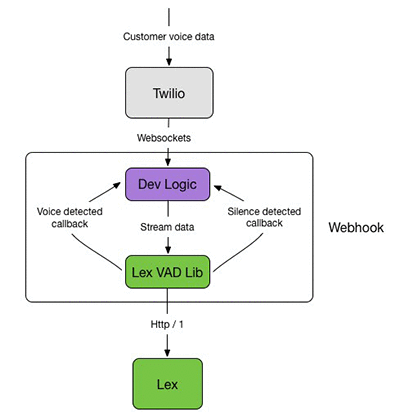 Customer voice data
Twilio
Websockets
Dev Logic
Voice detected
callback
Silence detected
callback
Stream data
Webhook
Lex VAD Lib
Http / 1
Lex